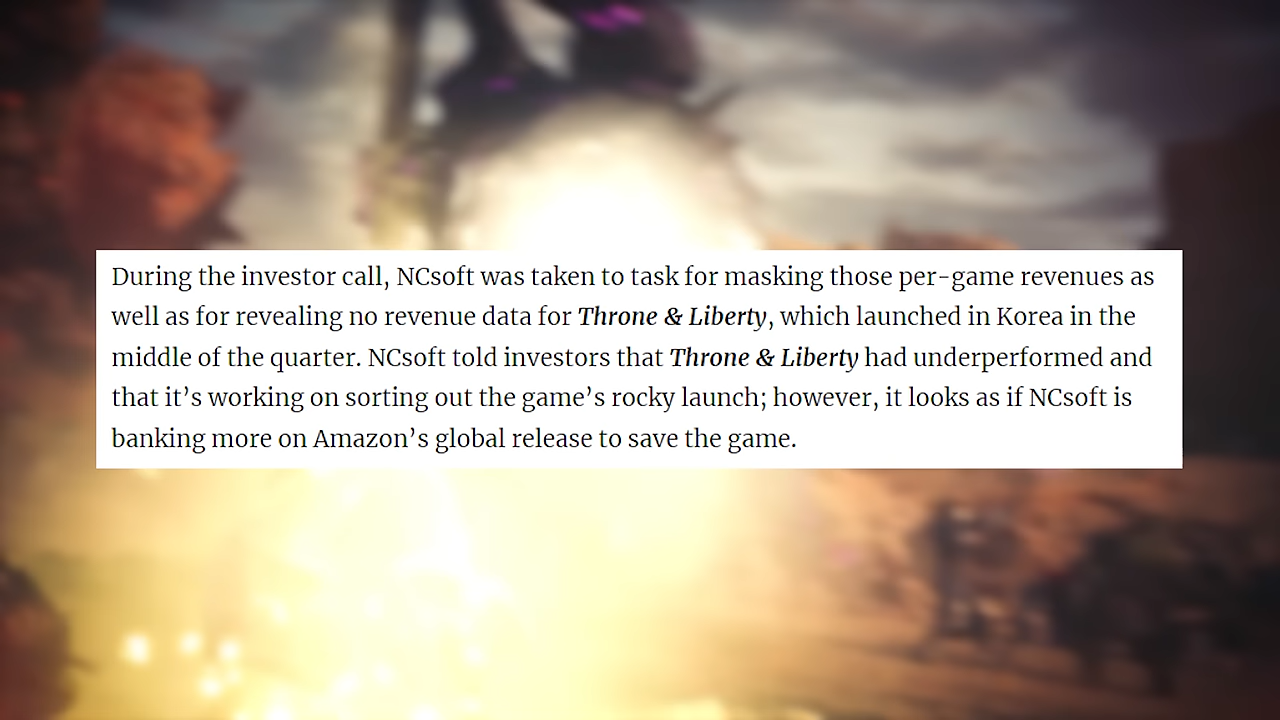 During the investor call, NCsoft was taken to task for masking those per-game revenues as
well as for revealing no revenue data for Throne & Liberty, which launched in Korea in the
middle of the quarter. NCsoft told investors that Throne & Liberty had underperformed and
that it’s working on sorting out the game’s rocky launch; however, it looks as if NCsoft is
banking more on Amazon’s global release to save the game.